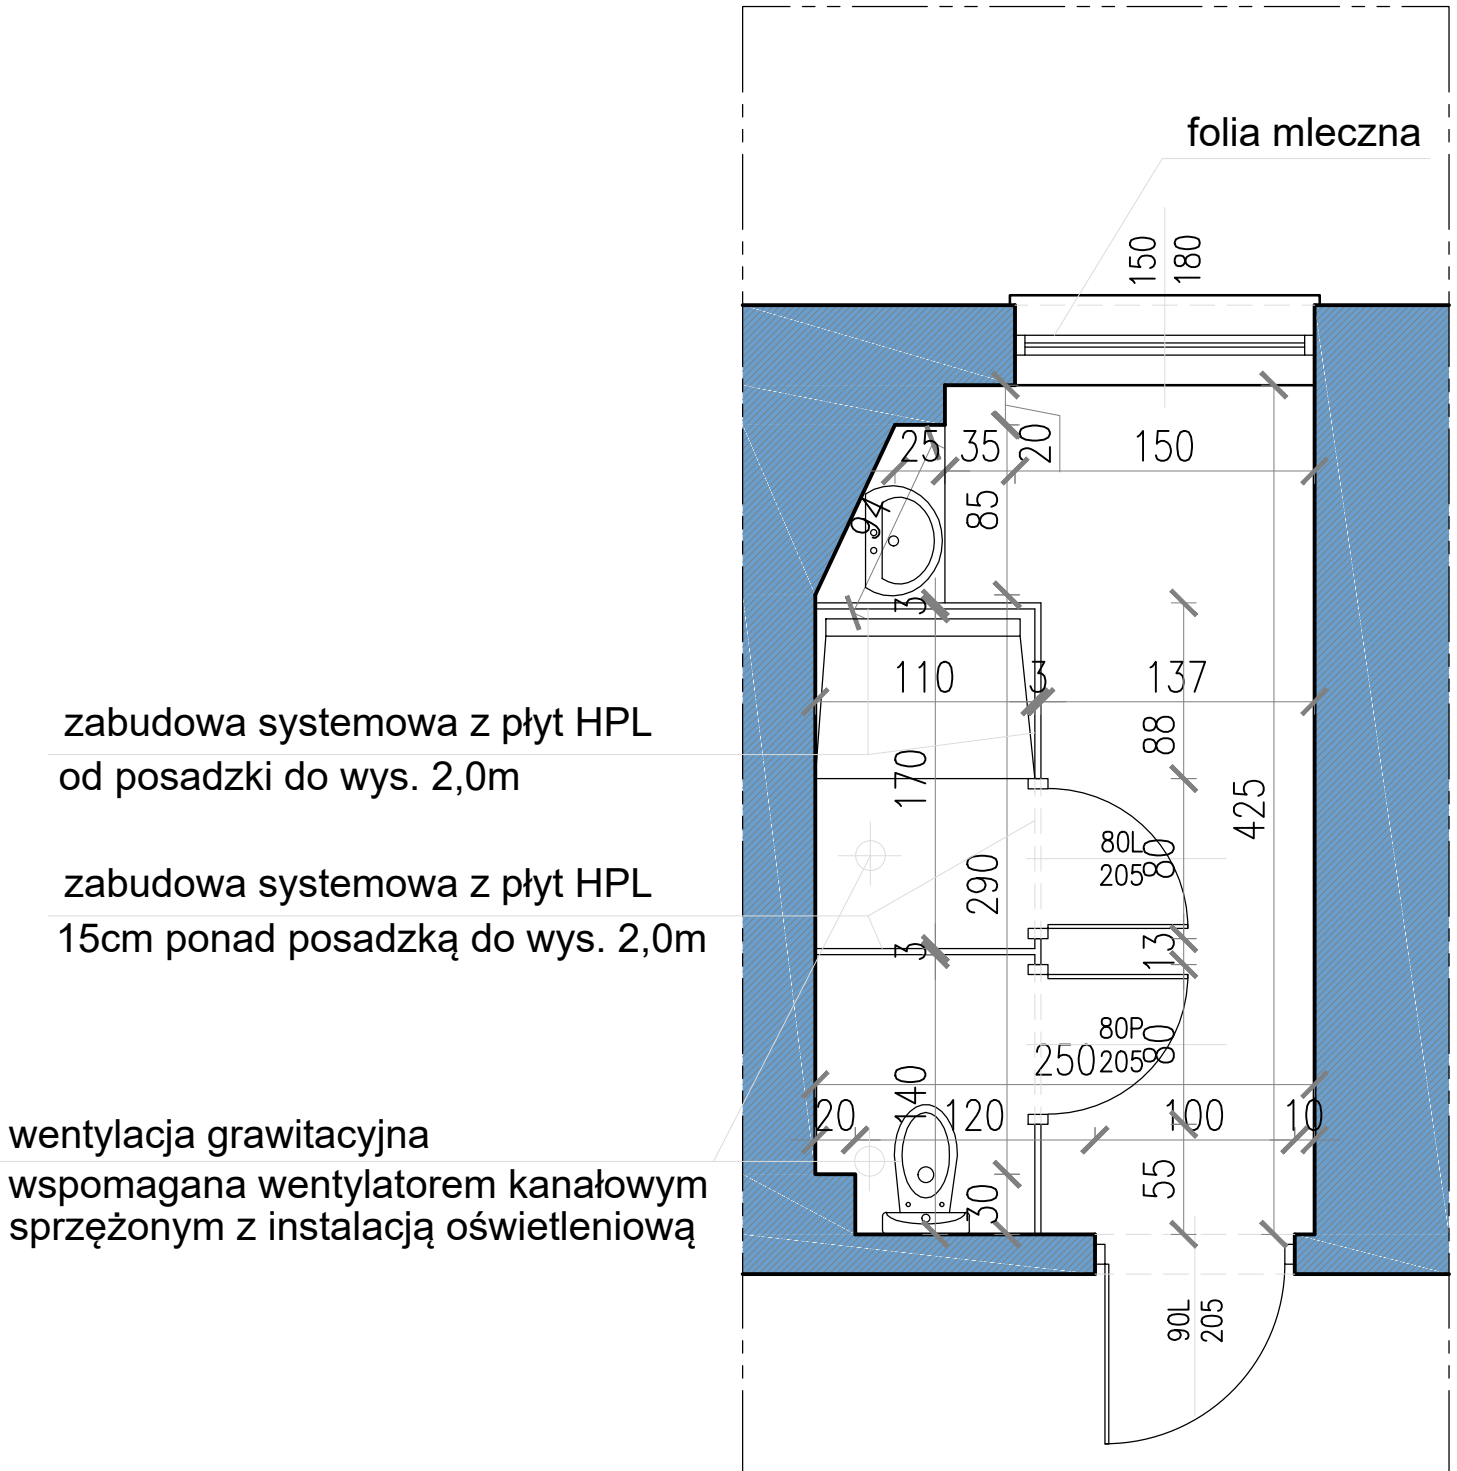 folia mleczna
150
180
25
35
20
150
94
85
3
110
3
137
zabudowa systemowa z płyt HPL
od posadzki do wys. 2,0m
88
170
425
80L
205
80
zabudowa systemowa z płyt HPL
15cm ponad posadzką do wys. 2,0m
290
3
13
80P
205
80
250
140
20
120
100
10
wentylacja grawitacyjna
wspomagana wentylatorem kanałowym
sprzężonym z instalacją oświetleniową
30
55
90L
205